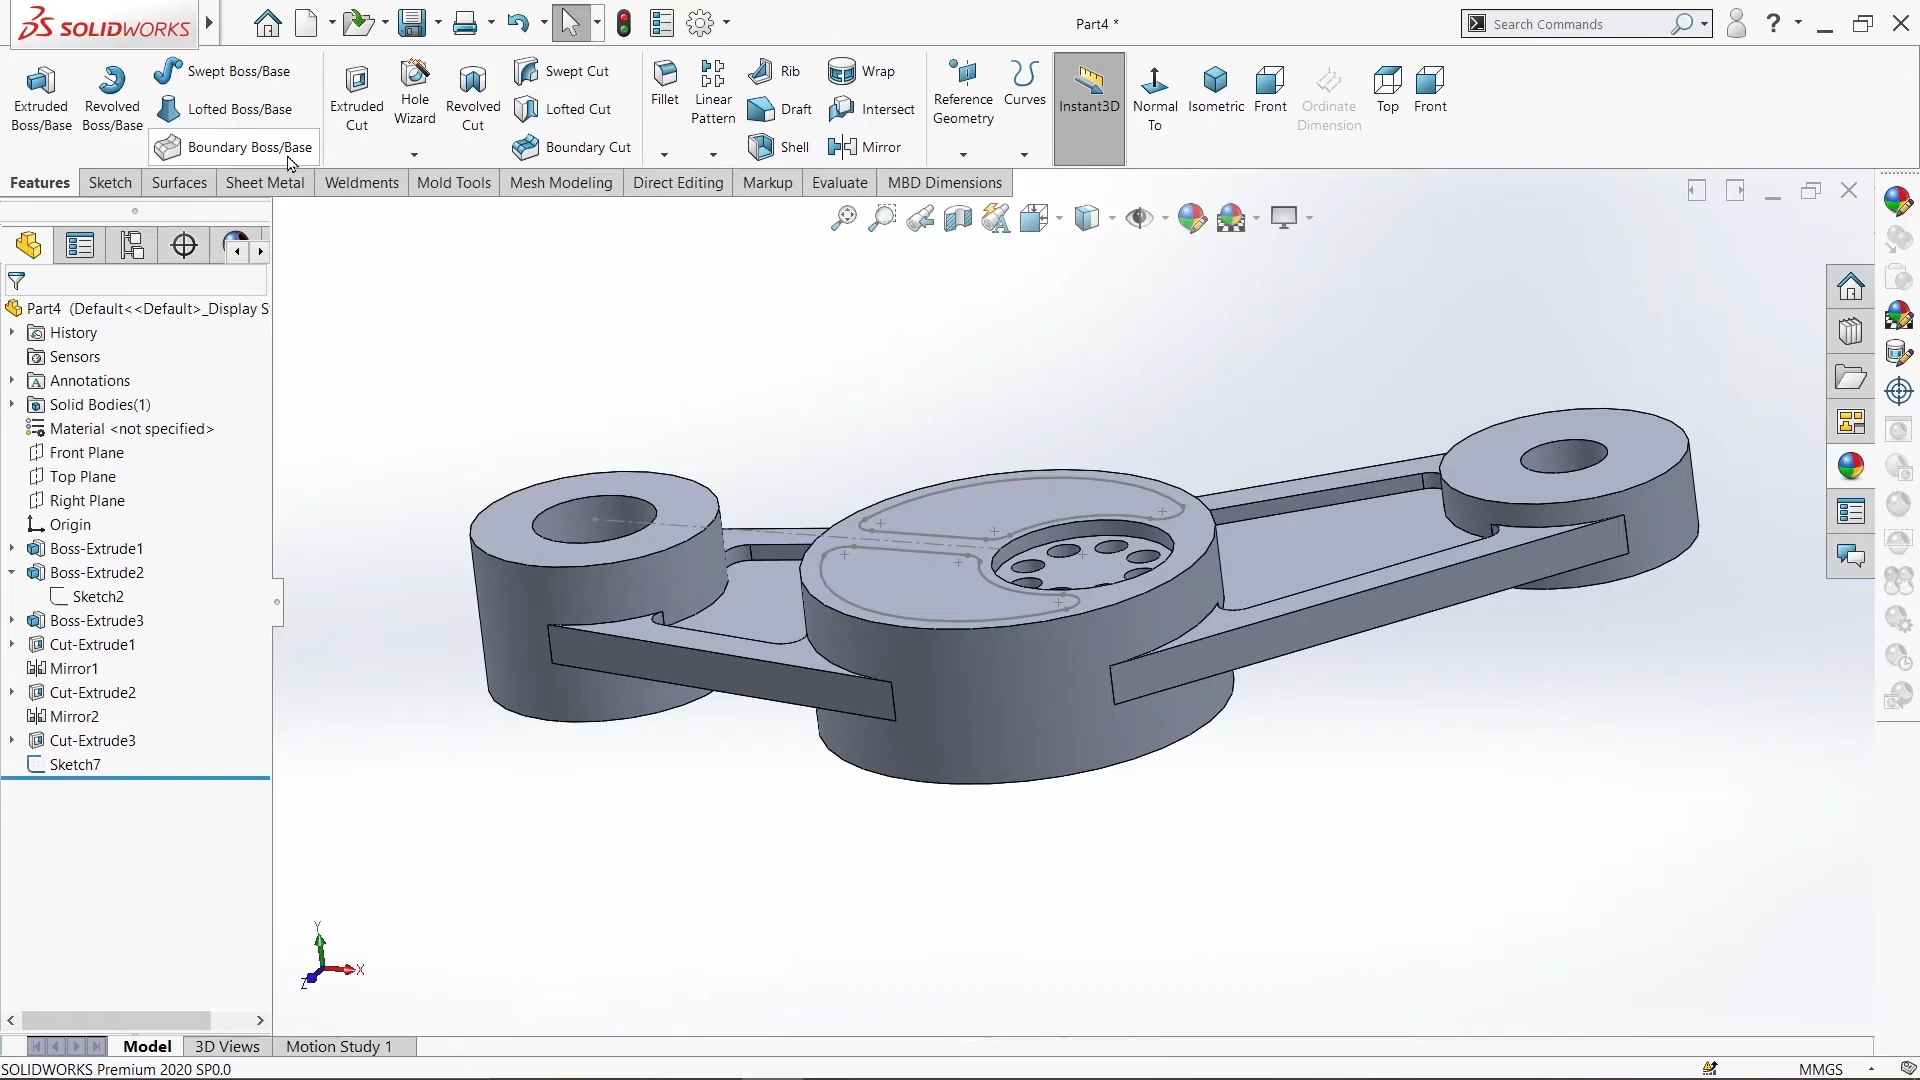 SOLIDWORKS
Part4 *
Search Commands
?
Extruded
Boss/Base
Revolved
Boss/Base
Swept Boss/Base
Lofted Boss/Base
Boundary Boss/Base
Extruded
Cut
Hole
Wizard
Revolved
Cut
Swept Cut
Lofted Cut
Boundary Cut
Fillet
Linear
Pattern
Rib
Draft
Shell
Wrap
Intersect
Mirror
Reference
Geometry
Curves
Instant3D
Normal
To
Isometric
Front
Ordinate
Dimension
Top
Front
Features
Sketch
Surfaces
Sheet Metal
Weldments
Mold Tools
Mesh Modeling
Direct Editing
Markup
Evaluate
MBD Dimensions
Part4 (Default<<Default>_Display S
History
Sensors
Annotations
Solid Bodies(1)
Material <not specified>
Front Plane
Top Plane
Right Plane
Origin
Boss-Extrude1
Boss-Extrude2
Sketch2
Boss-Extrude3
Cut-Extrude1
Mirror1
Cut-Extrude2
Mirror2
Cut-Extrude3
Sketch7
Y
X
Z
Model
3D Views
Motion Study 1
SOLIDWORKS Premium 2020 SP0.0
MMGS